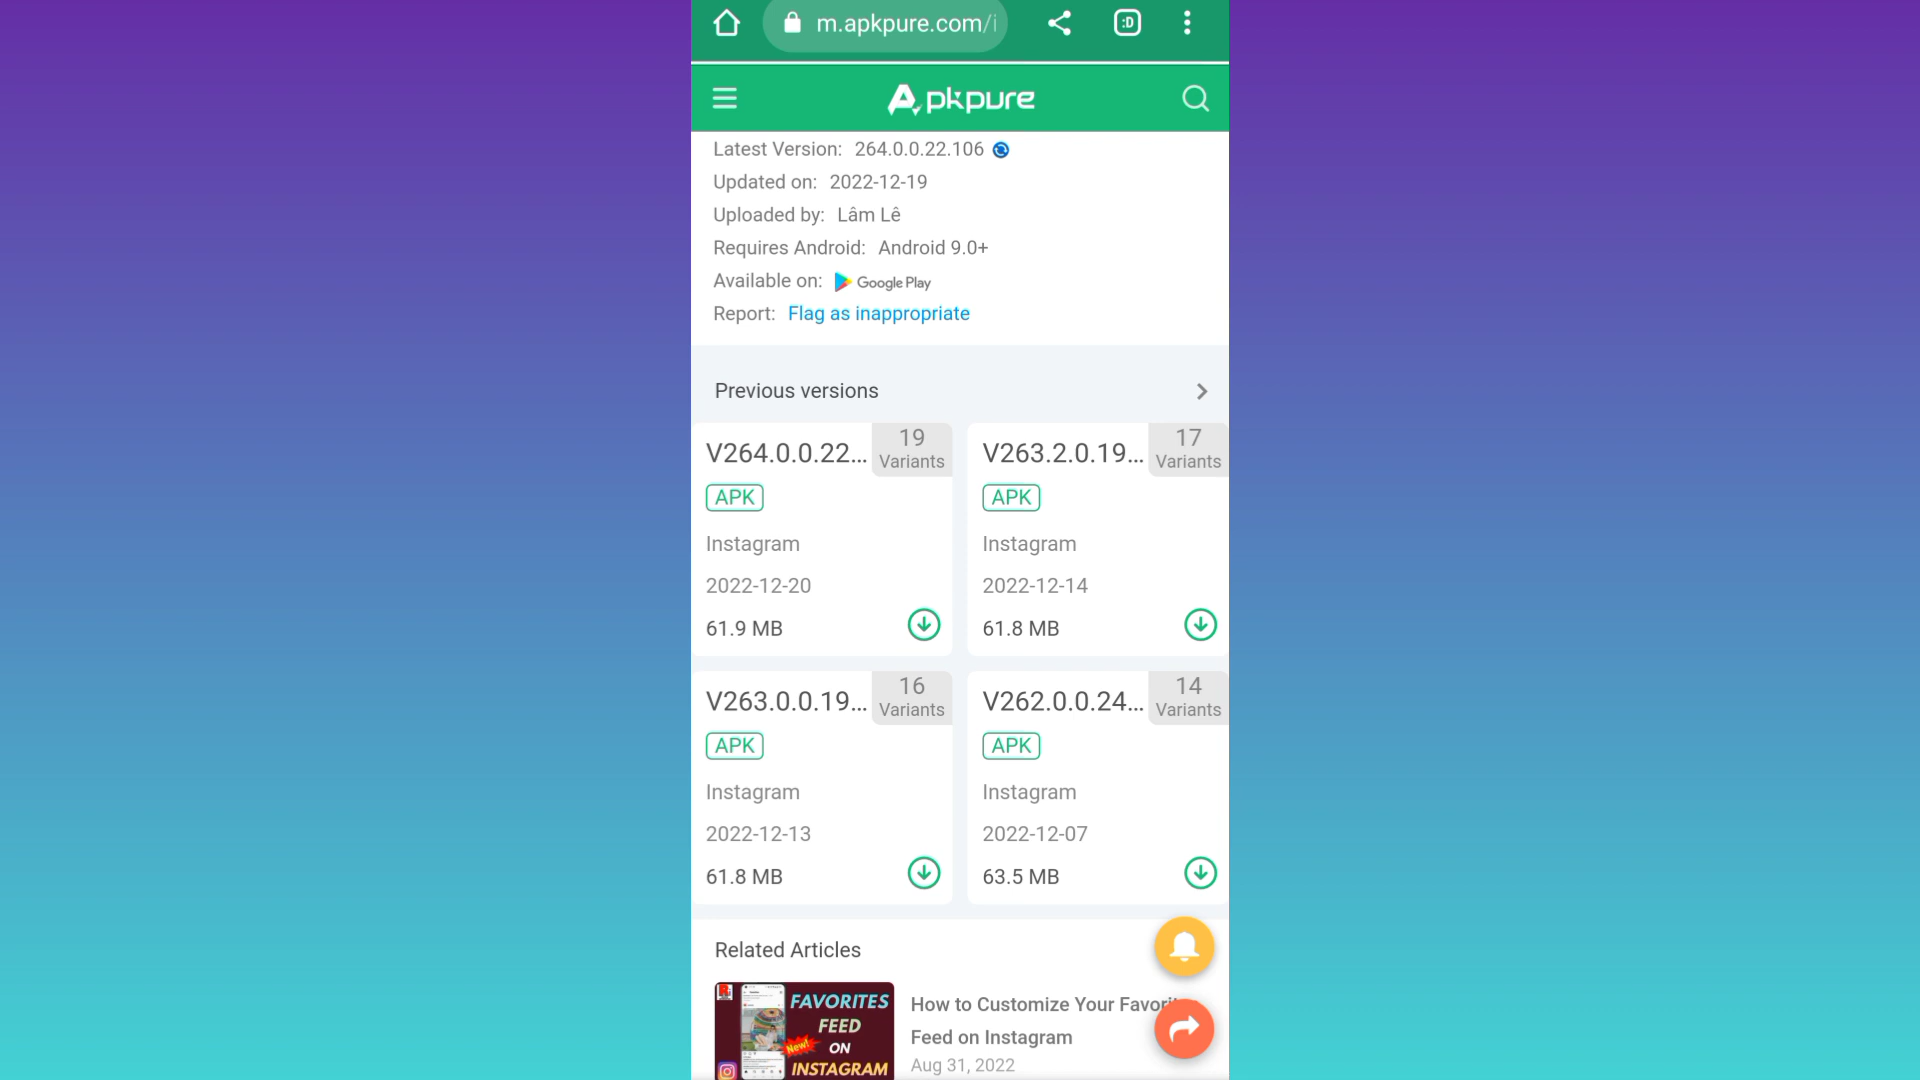 m.apkpure.com/i
:D
Apkpure
Latest Version: 264.0.0.22.106
Updated on: 2022-12-19
Uploaded by: Lâm Lê
Requires Android: Android 9.0+
Available on: Google Play
Report: Flag as inappropriate
Previous versions
V264.0.0.22...
19
Variants
APK
Instagram
2022-12-20
61.9 MB
V263.2.0.19...
17
Variants
APK
Instagram
2022-12-14
61.8 MB
V263.0.0.19...
16
Variants
APK
Instagram
2022-12-13
61.8 MB
V262.0.0.24...
14
Variants
APK
Instagram
2022-12-07
63.5 MB
Related Articles
FAVORITES
FEED
New!
ON
INSTAGRAM
How to Customize Your Favorit
Feed on Instagram
Aug 31, 2022